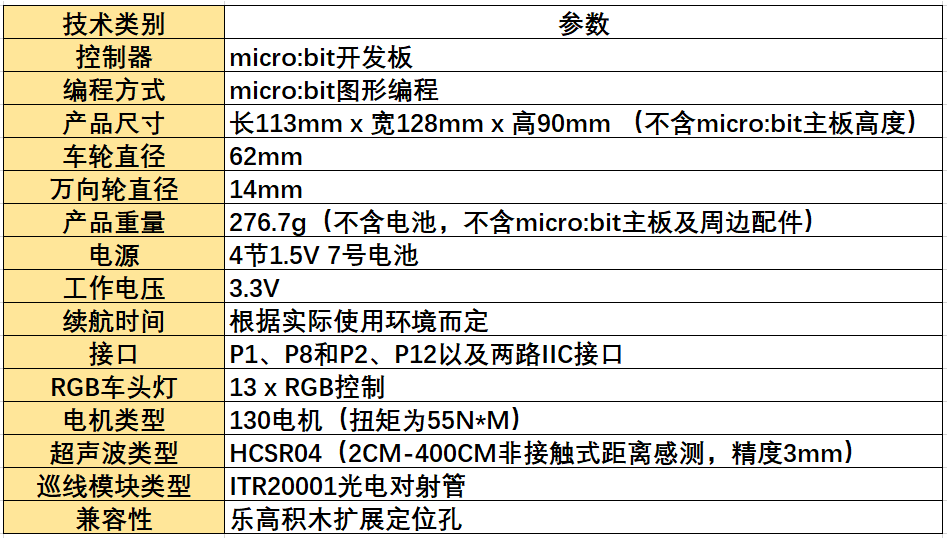 技术类别 参数
控制器 micro:bit开发板
编程方式 micro:bit图形编程
产品尺寸 长113mm x 宽128mm x 高90mm （不含micro:bit主板高度）
车轮直径 62mm
万向轮直径 14mm
产品重量 276.7g（不含电池，不含micro:bit主板及周边配件）
电源 4节1.5V 7号电池
工作电压 3.3V
续航时间 根据实际使用环境而定
接口 P1、P8和P2、P12以及两路IIC接口
RGB车头灯 13 x RGB控制
电机类型 130电机（扭矩为55N*M）
超声波类型 HCSR04（2CM-400CM非接触式距离感测，精度3mm）
巡线模块类型 ITR20001光电对射管
兼容性 乐高积木扩展定位孔